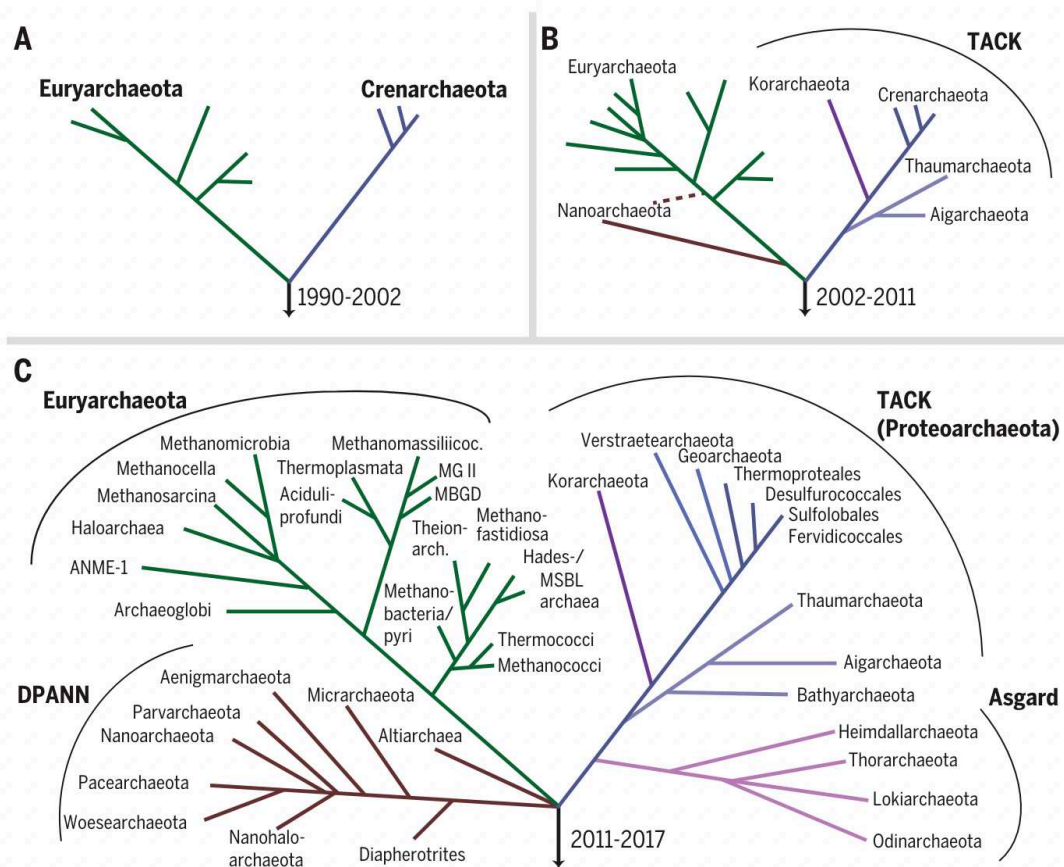 A
Euryarchaeota
Crenarchaeota
1990-2002
B
TACK
Euryarchaeota
Korarchaeota
Crenarchaeota
Thaumarchaeota
Nanoarchaeota
Aigarchaeota
2002-2011
C
Euryarchaeota
TACK
(Proteoarchaeota)
Methanomicrobia
Methanomassiliicoc.
Methanocella
Thermoplasmata
MG II
Methanosarcina
Aciduli-
profundi
MBGD
Haloarchaea
Theion-
arch.
Methano-
fastidiosa
ANME-1
Hades-/
MSBL
archaea
Archaeoglobi
Methano-
bacteria/
pyri
Thermococci
Methanococci
Verstraetearchaeota
Geoarchaeota
Korarchaeota
Thermoproteales
Desulfurococcales
Sulfolobales
Fervidicoccales
Thaumarchaeota
Aigarchaeota
Bathyarchaeota
DPANN
Aenigmarchaeota
Micrarchaeota
Parvarchaeota
Nanoarchaeota
Altiarchaea
Pacearchaeota
Woesearchaeota
Nanohalo-
archaeota
Diapherotrites
Asgard
Heimdallarchaeota
Thorarchaeota
Lokiarchaeota
Odinarchaeota
2011-2017